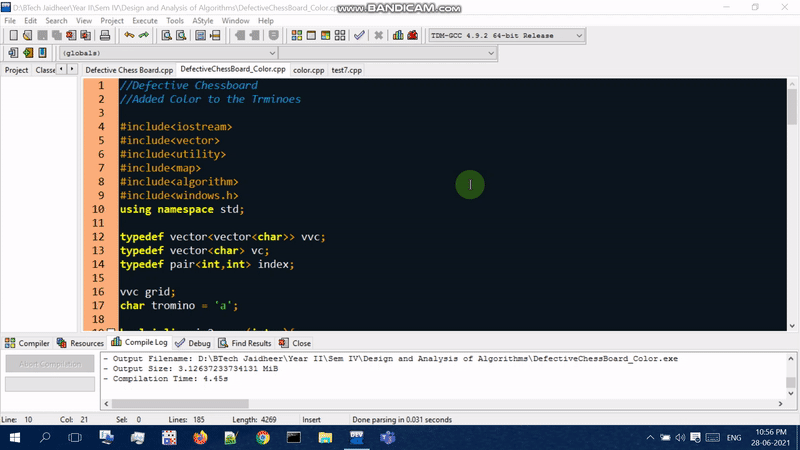 D:\BTech Jaidheer\Year II\Sem IV\Design and Analysis of Algorithms\DefectiveChessBoard_Color.cp
www.BANDICAM.com
File Edit Search View Project Execute Tools AStyle Window Help
TDM-GCC 4.9.2 64-bit Release
(globals)
Project Classe Defective Chess Board.cpp DefectiveChessBoard_Color.cpp color.cpp test7.cpp
1 //Defective Chessboard
2 //Added Color to the Trminoes
3
4 #include<iostream>
5 #include<vector>
6 #include<utility>
7 #include<map>
8 #include<algorithm>
9 #include<windows.h>
10 using namespace std;
11
12 typedef vector<vector<char>> vvc;
13 typedef vector<char> vc;
14 typedef pair<int,int> index;
15
16 vvc grid;
17 char tromino = 'a';
18
Compiler Resources Compile Log Debug Find Results Close
Abort Compilation
- Output Filename: D:\BTech Jaidheer\Year II\Sem IV\Design and Analysis of Algorithms\DefectiveChessBoard_Color.exe
- Output Size: 3.12637233734131 MiB
- Compilation Time: 4.45s
Line: 10 Col: 21 Sel: 0 Lines: 185 Length: 4269 Insert Done parsing in 0.031 seconds
ENG
10:56 PM
28-06-2021